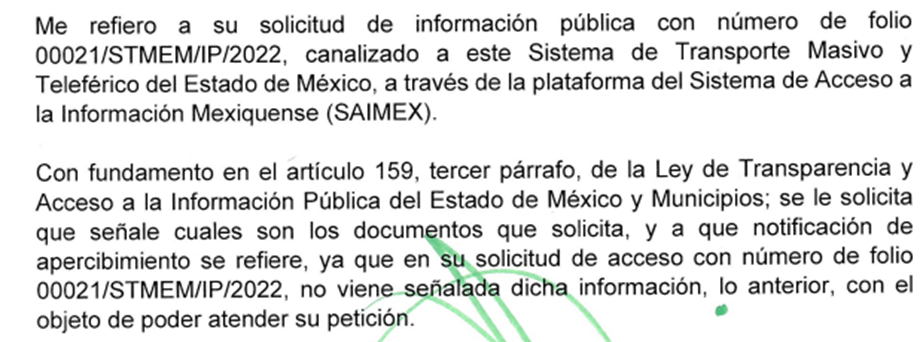 Me refiero a su solicitud de información pública con número de folio
00021/STMEM/IP/2022, canalizado a este Sistema de Transporte Masivo y
Teleférico del Estado de México, a través de la plataforma del Sistema de Acceso a
la Información Mexiquense (SAIMEX).
Con fundamento en el artículo 159, tercer párrafo, de la Ley de Transparencia y
Acceso a la Información Pública del Estado de México y Municipios; se le solicita
que señale cuales son los documentos que solicita, y a que notificación de
apercibimiento se refiere, ya que en su solicitud de acceso con número de folio
00021/STMEM/IP/2022, no viene señalada dicha información, lo anterior, con el
objeto de poder atender su petición.